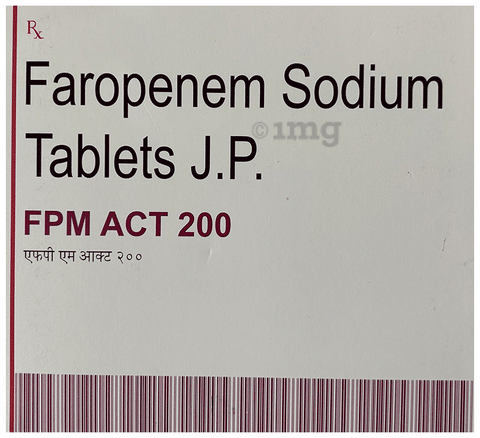 Rx
Faropenem Sodium
©1mg
Tablets J.P.
FPM ACT 200
एफपी एम आक्ट २००